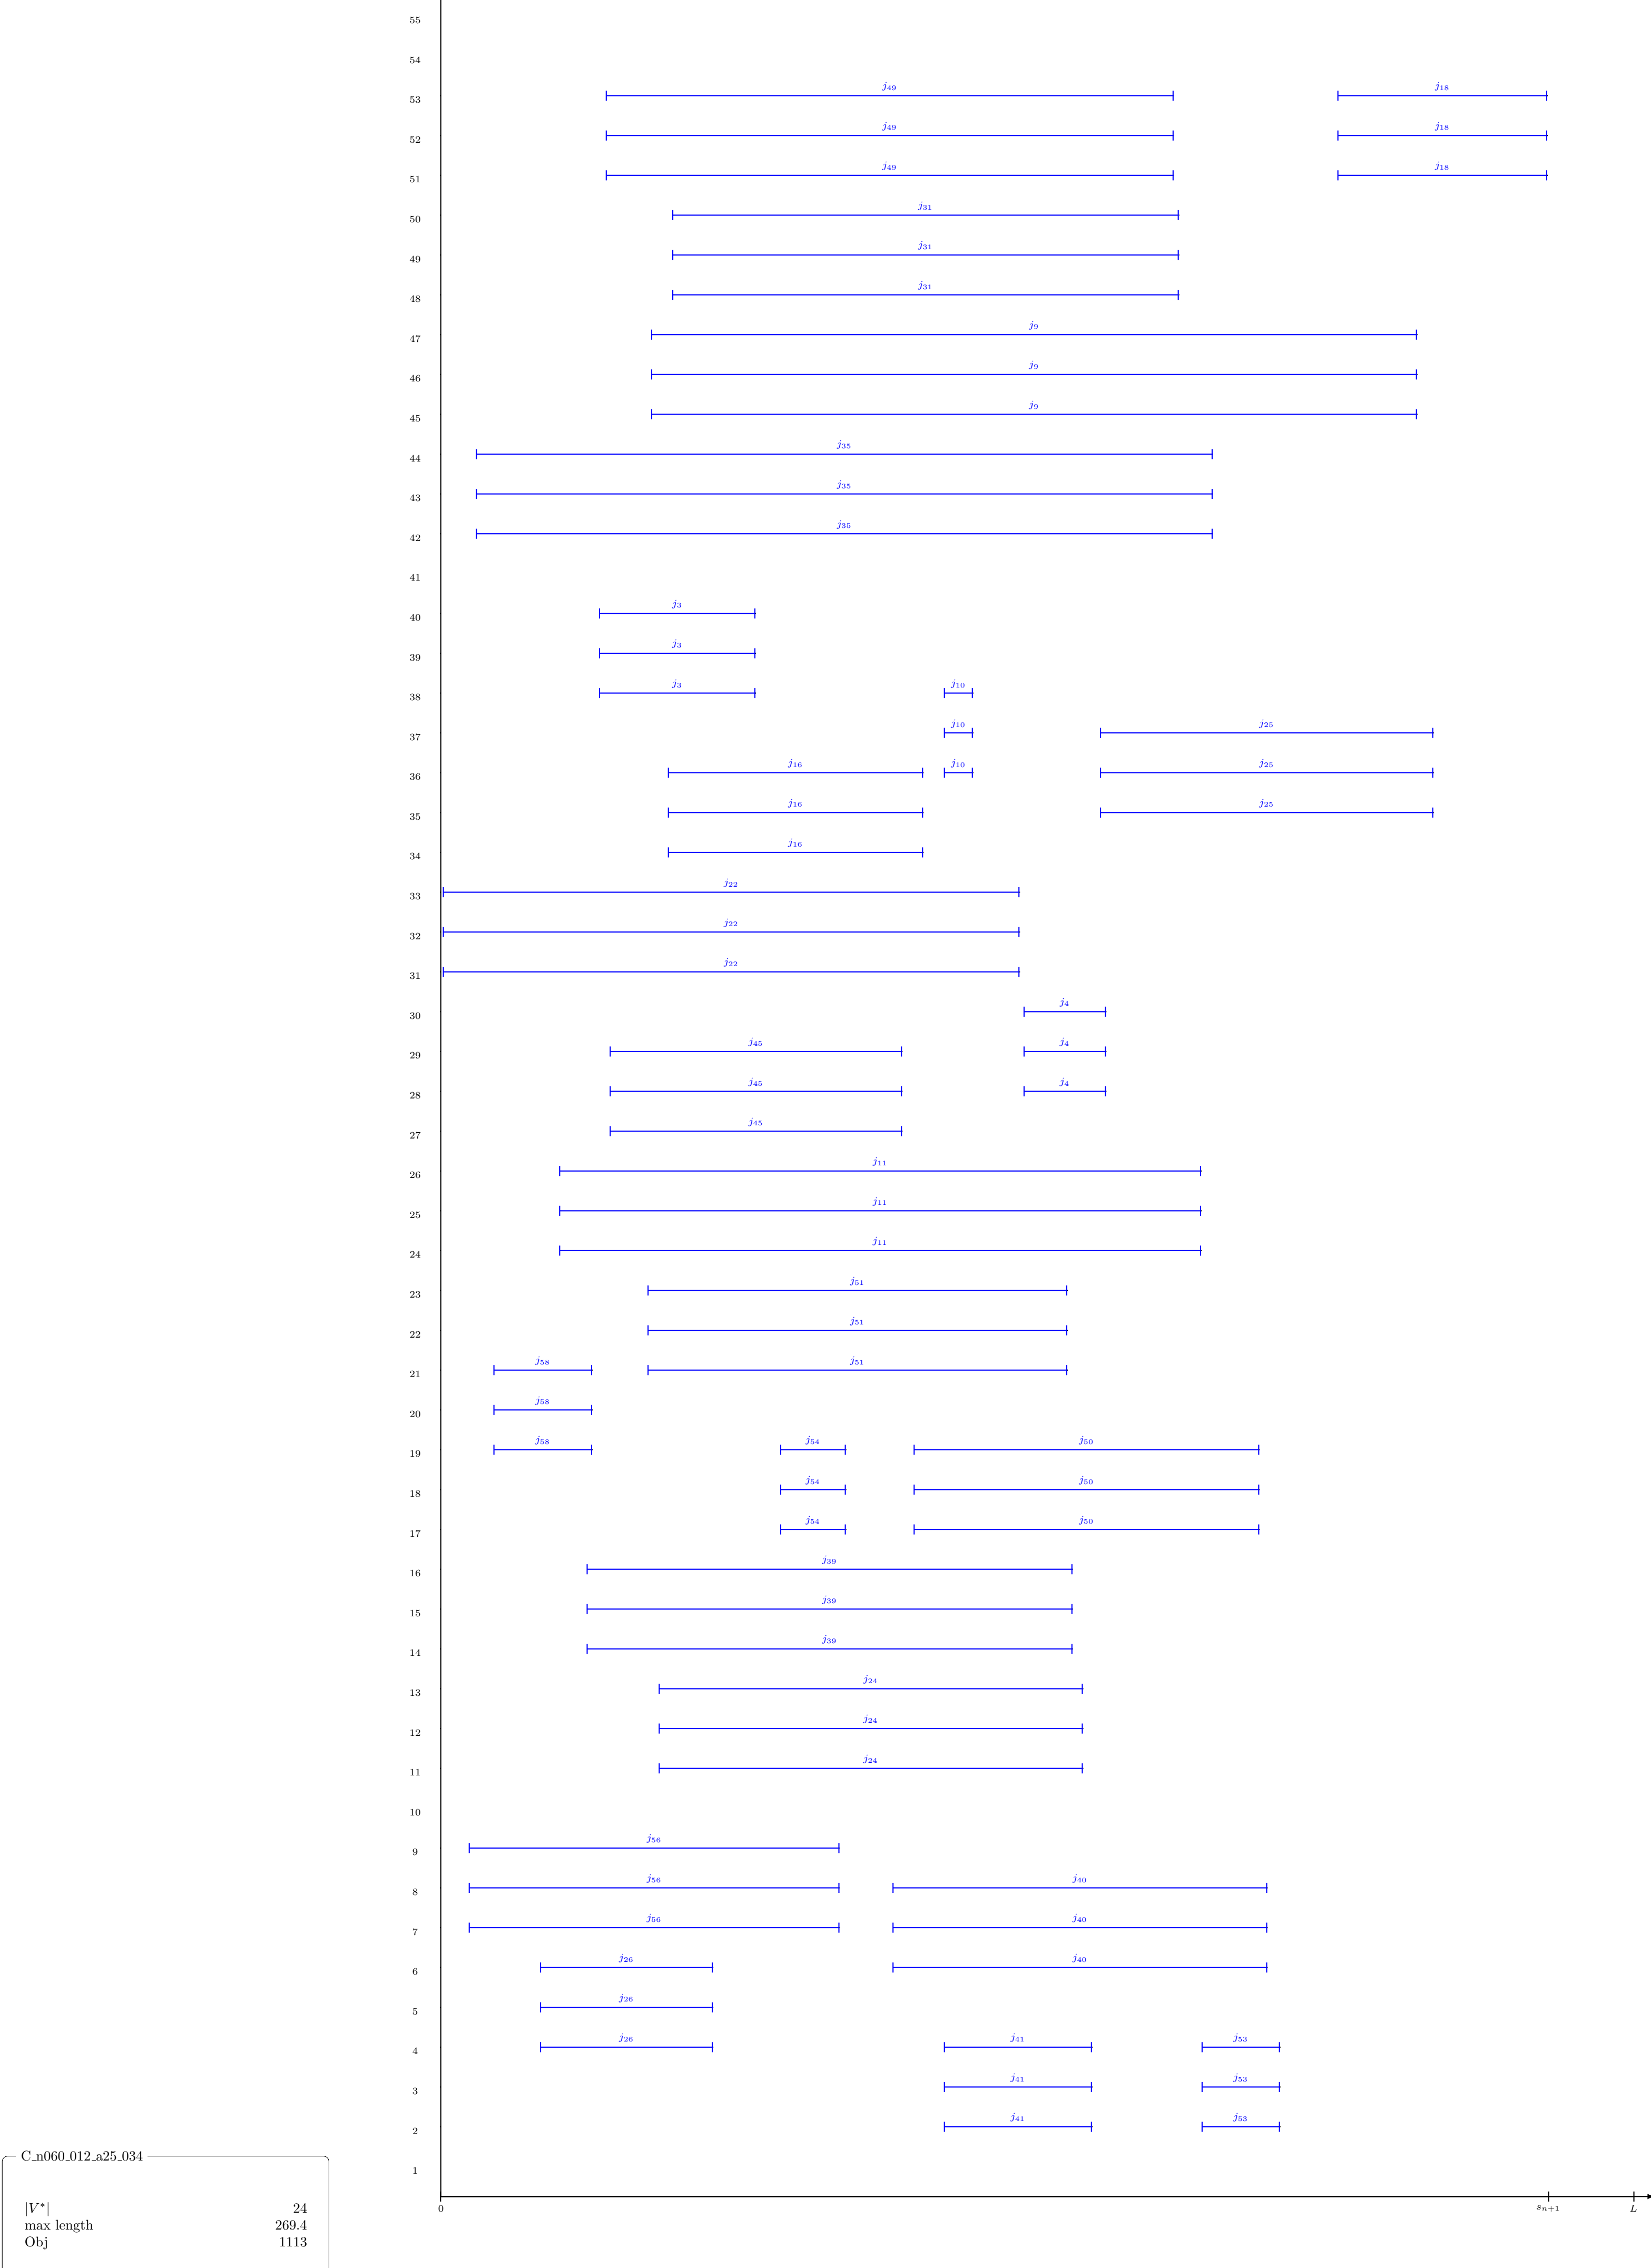 55
54
j49 j18
53
j49 j18
52
j49 j18
51
j31
50
j31
49
j31
48
j9
47
j9
46
j9
45
j35
44
j35
43
j35
42
41
j3
40
j3
39
j3 j10
38
j10 j25
37
j16 j10 j25
36
j16 j25
35
j16
34
j22
33
j22
32
j22
31
j4
30
j45 j4
29
j45 j4
28
j45
27
j11
26
j11
25
j11
24
j51
23
j51
22
j58 j51
21
j58
20
j58 j54 j50
19
j54 j50
18
j54 j50
17
j39
16
j39
15
j39
14
j24
13
j24
12
j24
11
10
j56
9
j56 j40
8
j56 j40
7
j26 j40
6
j26
5
j26 j41 j53
4
j41 j53
3
j41 j53
2
1
0 sn+1 L
C_n060_012_a25_034
|V*| 24
max length 269.4
Obj 1113